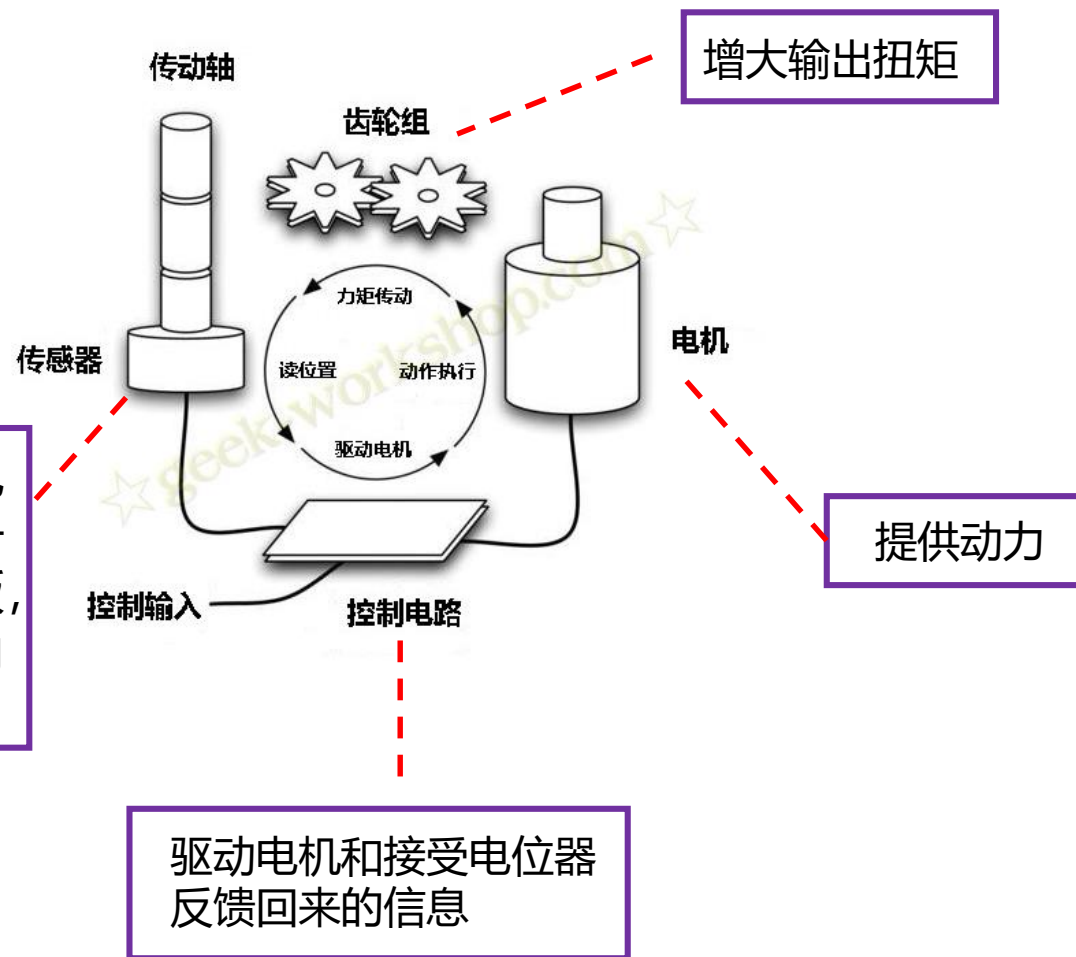 增大输出扭矩
传动轴
齿轮组
力矩传动
电机
传感器
读位置
动作执行
驱动电机
☆geek-workshop.com☆
提供动力
控制输入
控制电路
驱动电机和接受电位器
反馈回来的信息